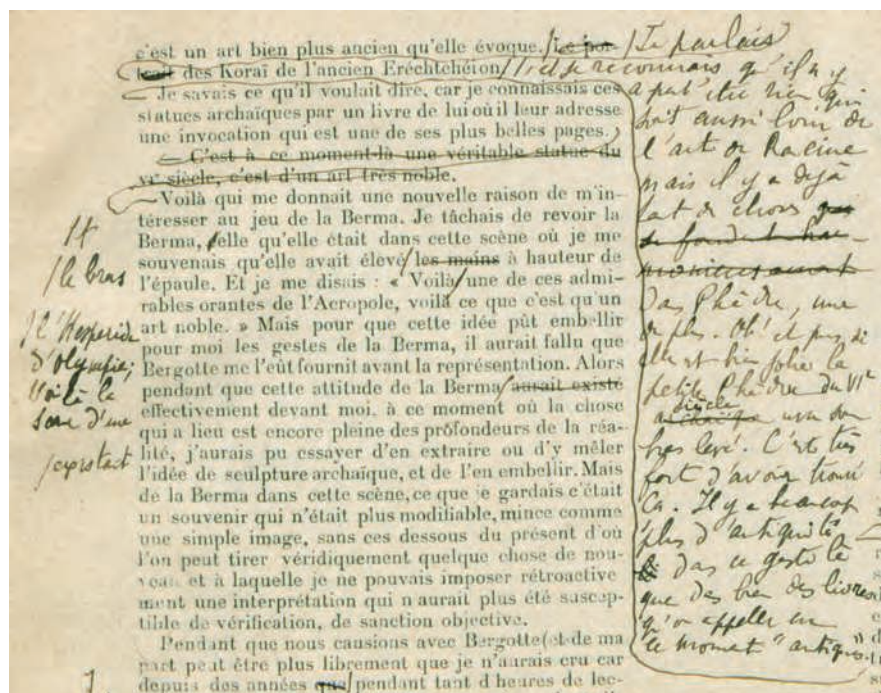 c'est un art bien plus ancien qu'elle évoque. Le por-
trait des Koraï de l'ancien Eréchtchéion
Je savais ce qu'il voulait dire, car je connaissais ces
statues archaïques par un livre de lui où il leur adresse
une invocation qui est une de ses plus belles pages.
— C'est à ce moment-là une véritable statue du
VIe siècle, c'est d'un art très noble.
Voilà qui me donnait une nouvelle raison de m'in-
téresser au jeu de la Berma. Je tâchais de revoir la
Berma, elle qu'elle était dans cette scène où je me
souvenais qu'elle avait élevé les mains à hauteur de
l'épaule. Et je me disais : « Voilà une de ces admi-
rables orantes de l'Acropole, voilà ce que c'est qu'un
art noble. » Mais pour que cette idée pût embellir
pour moi les gestes de la Berma, il aurait fallu que
Bergotte me l'eût fournit avant la représentation. Alors
pendant que cette attitude de la Berma aurait existé
effectivement devant moi, à ce moment où la chose
qui a lieu est encore pleine des profondeurs de la réa-
lité, j'aurais pu essayer d'en extraire ou d'y mêler
l'idée de sculpture archaïque, et de l'en embellir. Mais
de la Berma dans cette scène, ce que je gardais c'était
un souvenir qui n'était plus modifiable, mince comme
une simple image, sans ces dessous du présent d'où
l'on peut tirer véridiquement quelque chose de nou-
veau et à laquelle je ne pouvais imposer rétroactive
ment une interprétation qui n aurait plus été suscep-
tible de vérification, de sanction objective.
Pendant que nous causions avec Bergotte (et de ma
part peut être plus librement que je n'aurais cru car
depuis des années que pendant tant d heures de lec-
/t
/le bras
/l'Hespéride
d'Olympie;
Voilà la
d'une
/existait
Je parlais
et je reconnais qu'il n'y
a peut'être rien qui
soit aussi loin de
l'art de Racine
mais il y a déjà
tant de choses
Das Phèdre, une
de plus. Oh! et puis, si
elle est bien jolie la
petite Phèdre du VIe
siècle
archaïque avec son
bras levé. C'est très
fort d'avoir trouvé
Ça. Il y a beaucoup
plus d'antiquité
das ce geste là
que das bien des livres
qu'on appelle en
ce moment "antiques".